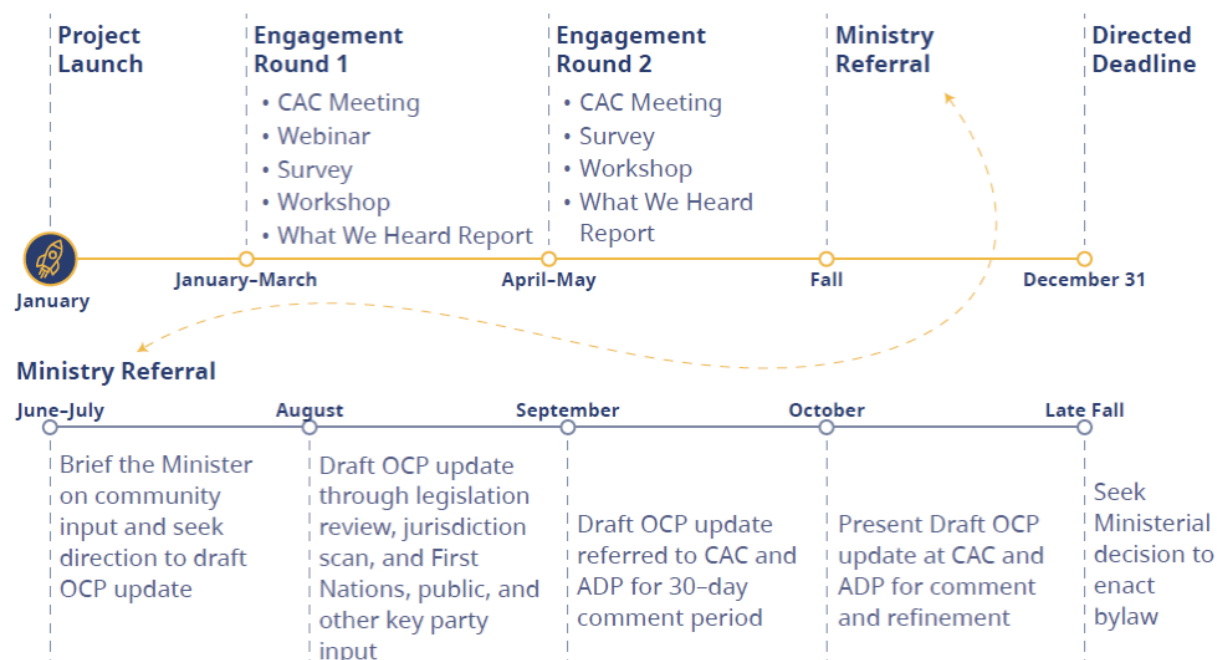 Project
Launch
Engagement
Round 1
• CAC Meeting
• Webinar
• Survey
• Workshop
• What We Heard Report
Engagement
Round 2
• CAC Meeting
• Survey
• Workshop
• What We Heard
Report
Ministry
Referral
Directed
Deadline
January
January–March
April–May
Fall
December 31
Ministry Referral
June–July
Brief the Minister
on community
input and seek
direction to draft
OCP update
August
Draft OCP update
through legislation
review, jurisdiction
scan, and First
Nations, public, and
other key party
input
September
Draft OCP update
referred to CAC and
ADP for 30–day
comment period
October
Present Draft OCP
update at CAC and
ADP for comment
and refinement
Late Fall
Seek
Ministerial
decision to
enact
bylaw